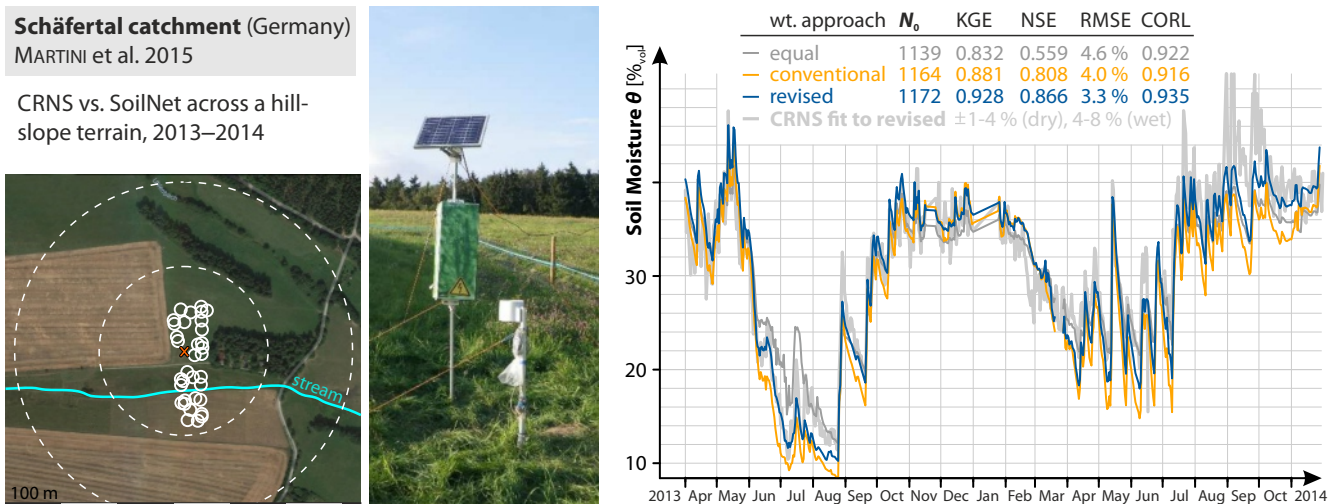 Schäfertal catchment (Germany)
MARTINI et al. 2015
CRNS vs. SoilNet across a hill-
slope terrain, 2013–2014
stream
100 m
wt. approach N₀ KGE NSE RMSE CORL
equal 1139 0.832 0.559 4.6 % 0.922
conventional 1164 0.881 0.808 4.0 % 0.916
revised 1172 0.928 0.866 3.3 % 0.935
CRNS fit to revised ±1-4 % (dry), 4-8 % (wet)
Soil Moisture θ [%vol]
30
20
10
2013 Apr May Jun Jul Aug Sep Oct Nov Dec Jan Feb Mar Apr May Jun Jul Aug Sep Oct 2014